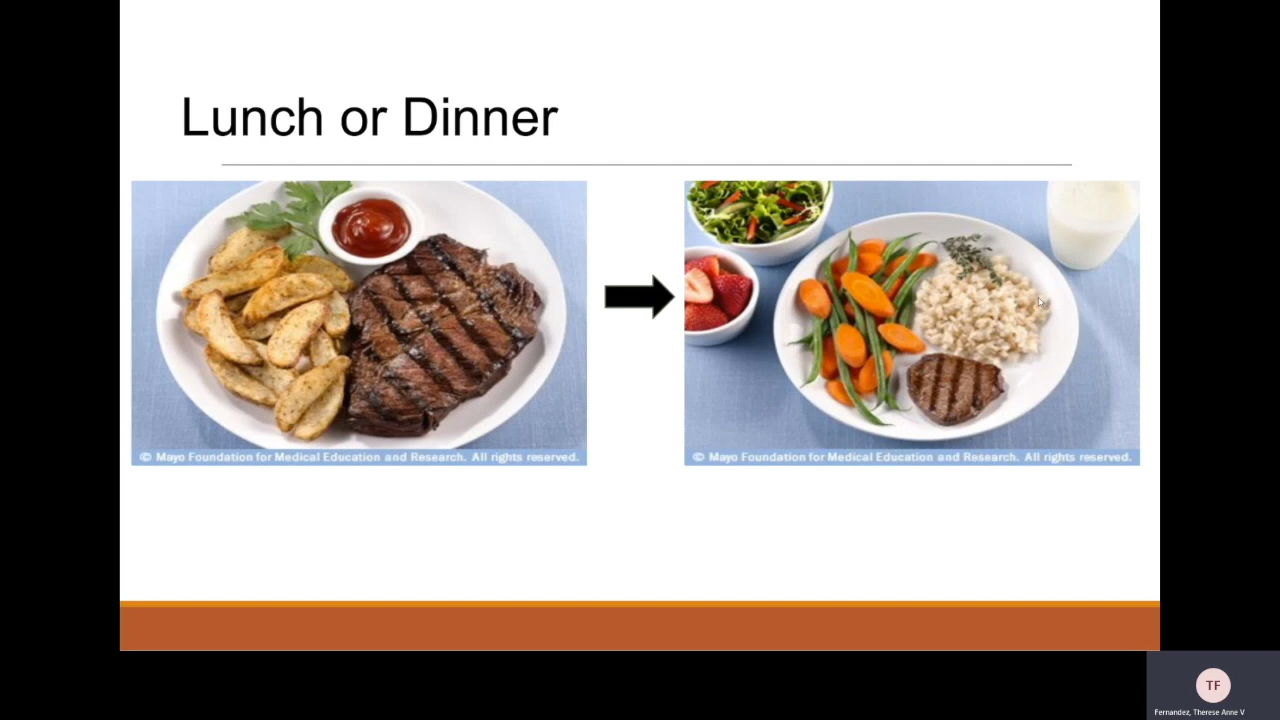 Lunch or Dinner
© Mayo Foundation for Medical Education and Research. All rights reserved.
© Mayo Foundation for Medical Education and Research. All rights reserved.
TF
Fernandez, Therese Anne V